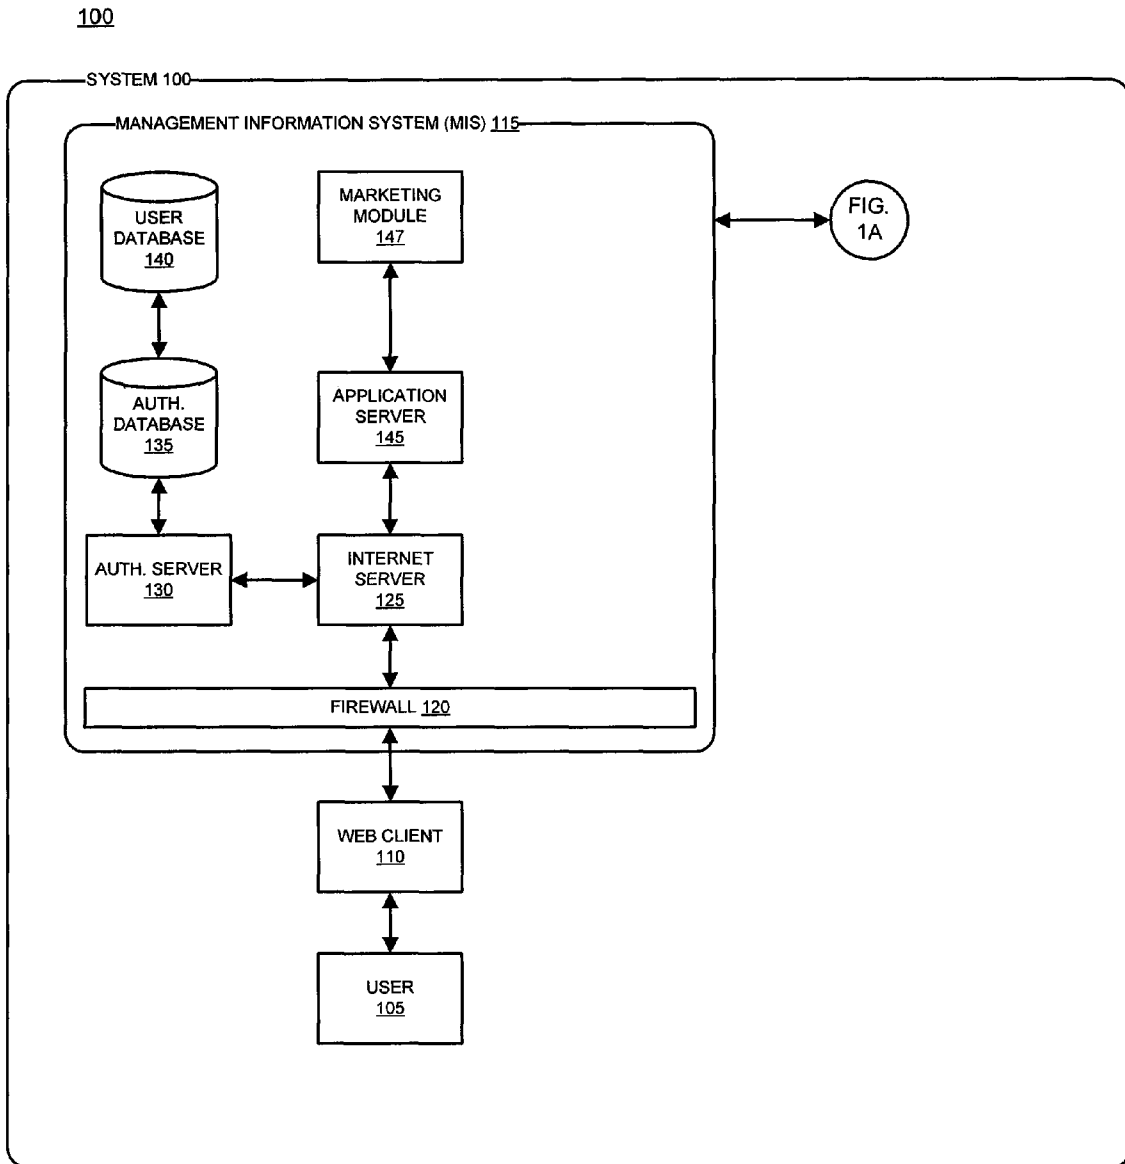 100
SYSTEM 100
MANAGEMENT INFORMATION SYSTEM (MIS) 115
USER
DATABASE
140
MARKETING
MODULE
147
FIG.
1A
AUTH.
DATABASE
135
APPLICATION
SERVER
145
AUTH. SERVER
130
INTERNET
SERVER
125
FIREWALL 120
WEB CLIENT
110
USER
105